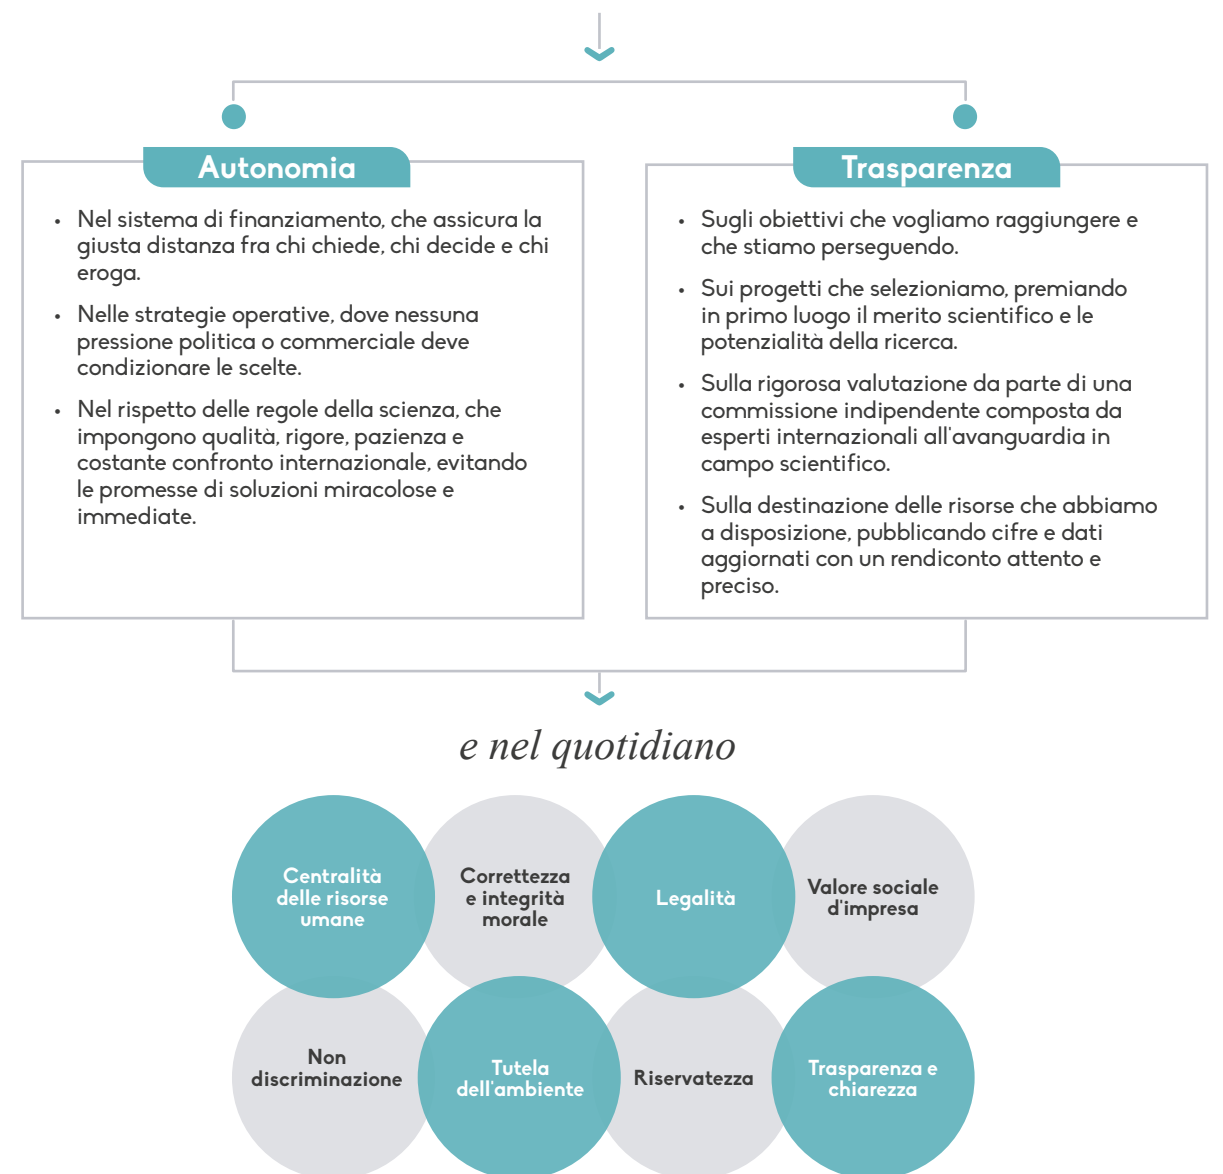 Autonomia
• Nel sistema di finanziamento, che assicura la
giusta distanza fra chi chiede, chi decide e chi
eroga.
• Nelle strategie operative, dove nessuna
pressione politica o commerciale deve
condizionare le scelte.
• Nel rispetto delle regole della scienza, che
impongono qualità, rigore, pazienza e
costante confronto internazionale, evitando
le promesse di soluzioni miracolose e
immediate.
Trasparenza
• Sugli obiettivi che vogliamo raggiungere e
che stiamo perseguendo.
• Sui progetti che selezioniamo, premiando
in primo luogo il merito scientifico e le
potenzialità della ricerca.
• Sulla rigorosa valutazione da parte di una
commissione indipendente composta da
esperti internazionali all'avanguardia in
campo scientifico.
• Sulla destinazione delle risorse che abbiamo
a disposizione, pubblicando cifre e dati
aggiornati con un rendiconto attento e
preciso.
e nel quotidiano
Centralità
delle risorse
umane
Correttezza
e integrità
morale
Legalità
Valore sociale
d'impresa
Non
discriminazione
Tutela
dell'ambiente
Riservatezza
Trasparenza e
chiarezza